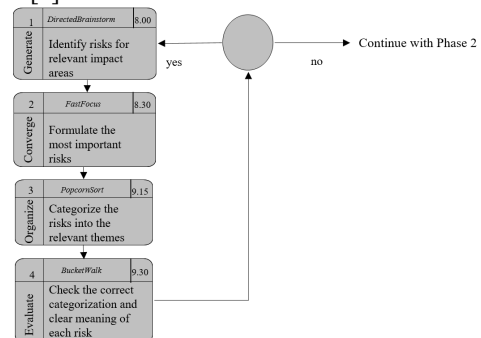 1 DirectedBrainstorm 8.00
Generate
Identify risks for
relevant impact
areas
yes
no
Continue with Phase 2
2 FastFocus 8.30
Converge
Formulate the
most important
risks
3 PopcornSort 9.15
Organize
Categorize the
risks into the
relevant themes
4 BucketWalk 9.30
Evaluate
Check the correct
categorization and
clear meaning of
each risk